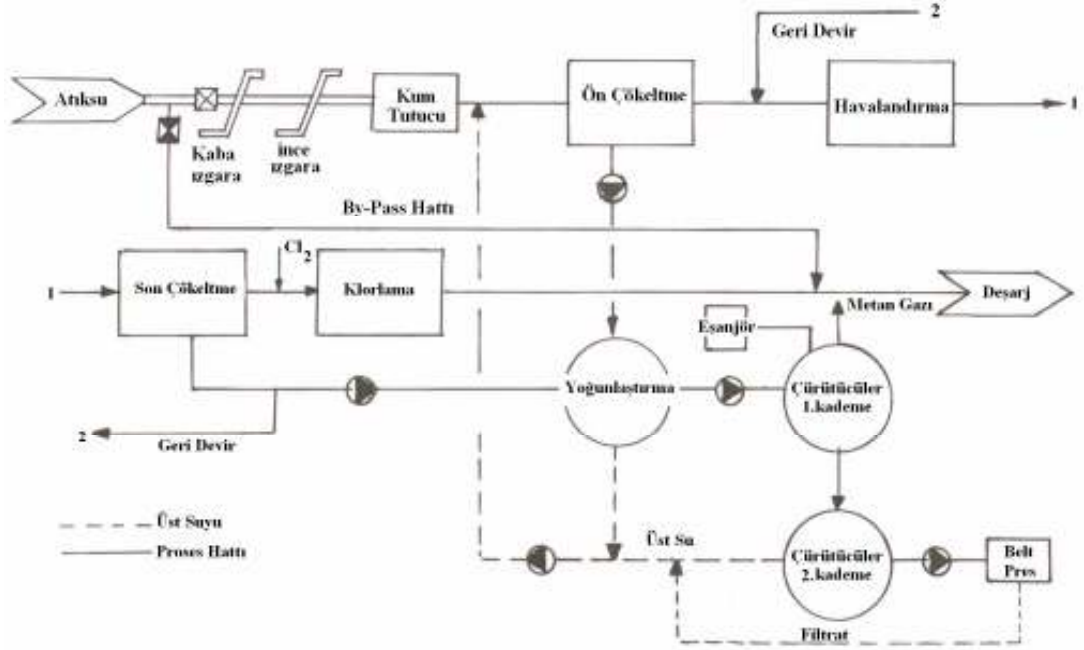 2
Geri Devir
Atıksu
Kum
Tutucu
Ön Çökeltme
Havalandırma
1
Kaba
ızgara
ince
ızgara
By-Pass Hattı
Cl2
1
Son Çökeltme
Klorlama
Deşarj
Metan Gazı
Eşanjör
Yoğunlaştırma
Çürütücüler
1.kademe
2
Geri Devir
Üst Suyu
Proses Hattı
Üst Su
Çürütücüler
2.kademe
Belt
Pres
Filtrat